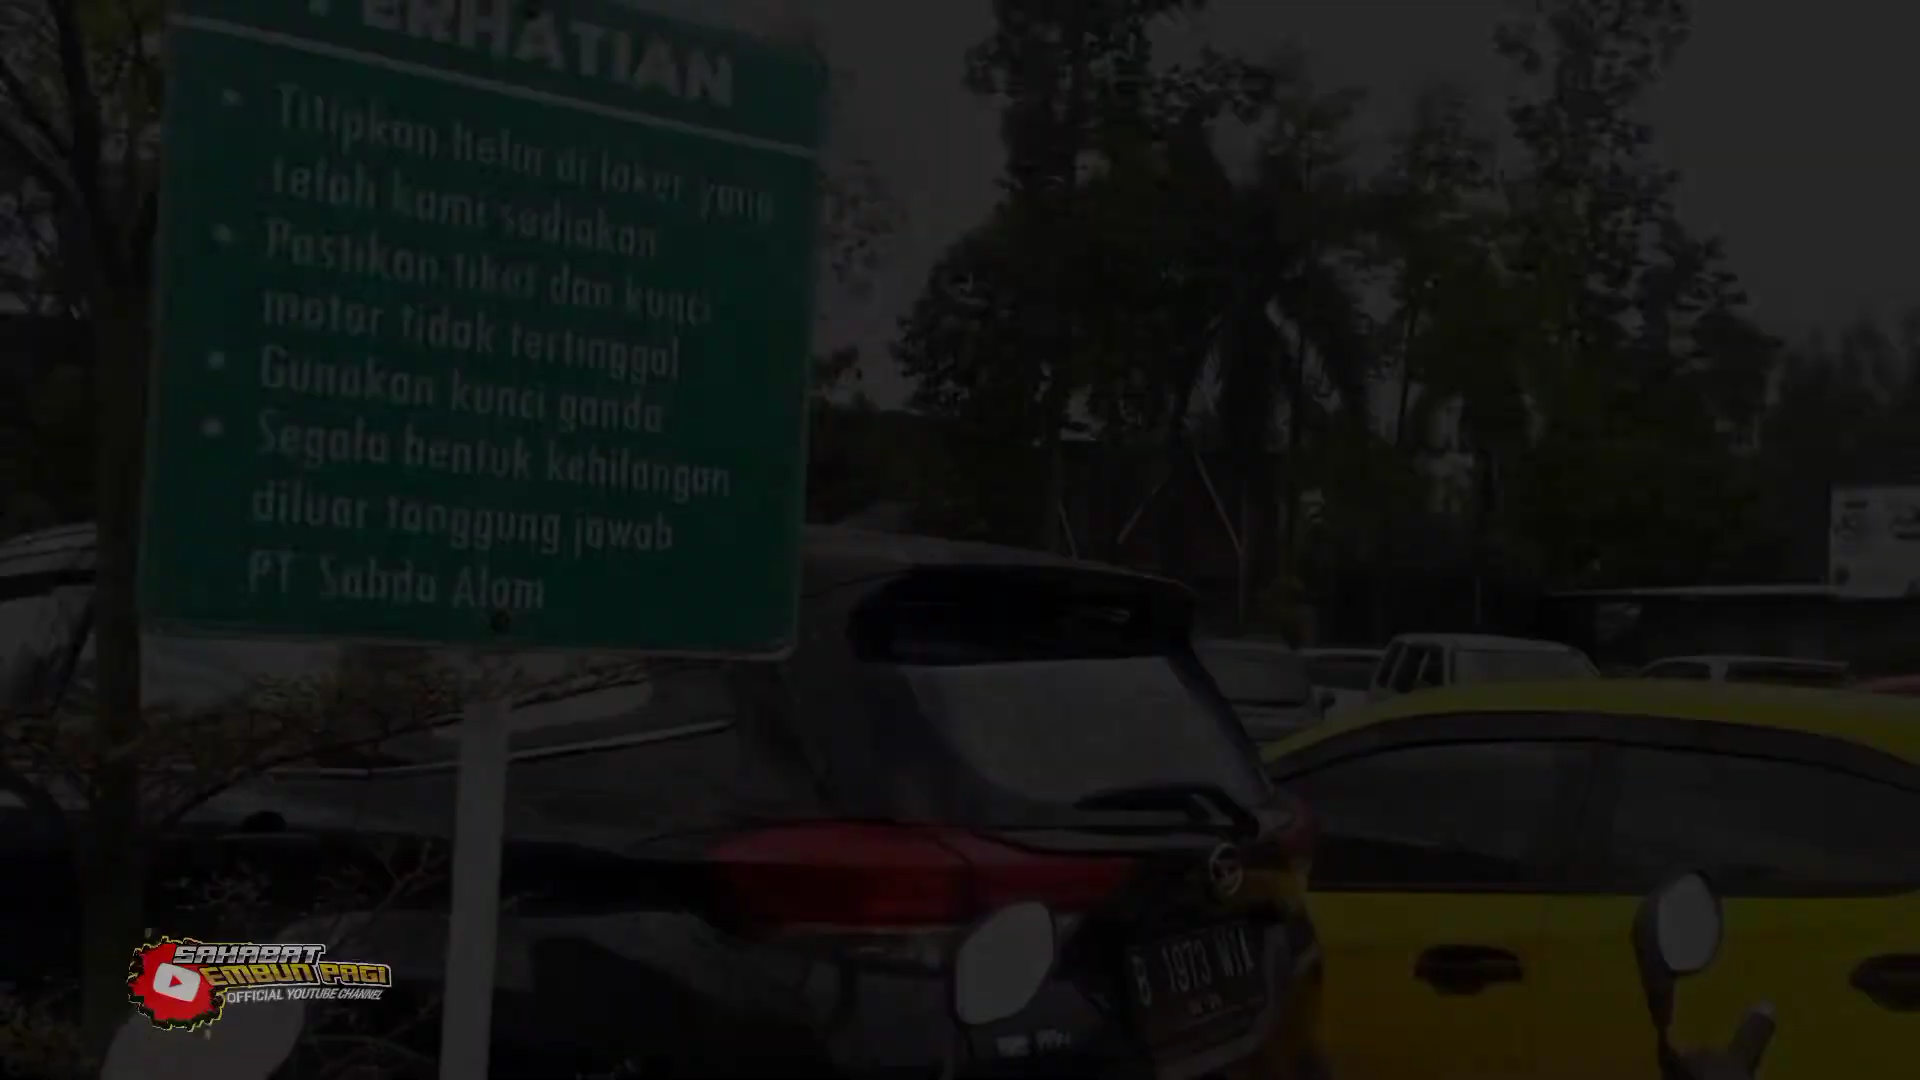 PERHATIAN
• Titipkan helm di loker yang
telah kami sediakan
• Pastikan tiket dan kunci
motor tidak tertinggal
• Gunakan kunci ganda
• Segala bentuk kehilangan
diluar tanggung jawab
PT Sabda Alam
B 1973 WIA
SAHABAT
EMBUN PAGI
OFFICIAL YOUTUBE CHANNEL